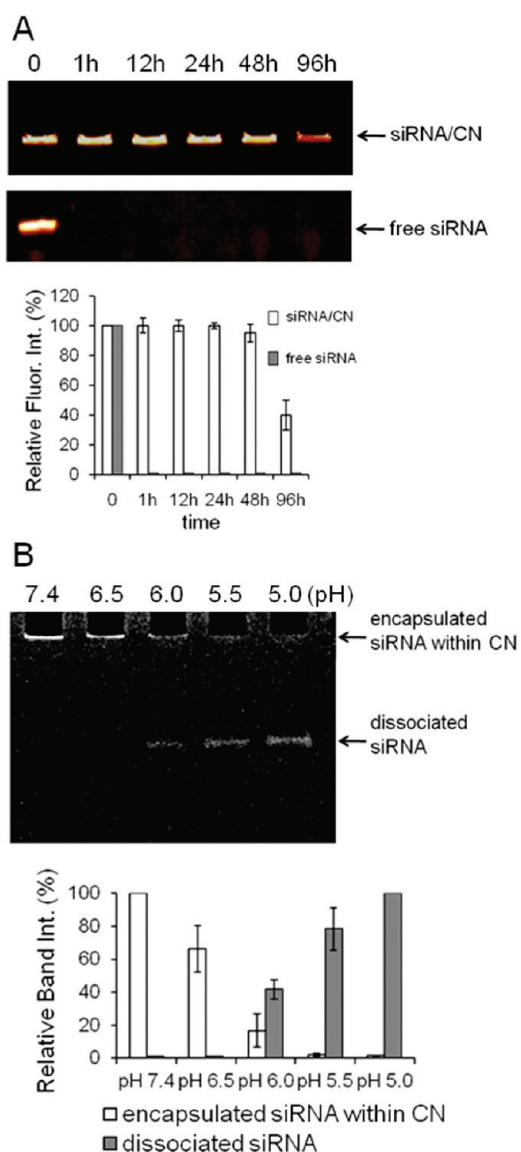 A
0 1h 12h 24h 48h 96h
siRNA/CN
free siRNA
Relative Fluor. Int. (%)
120
100
80
60
40
20
0
siRNA/CN
free siRNA
0 1h 12h 24h 48h 96h
time
B
7.4 6.5 6.0 5.5 5.0 (pH)
encapsulated
siRNA within CN
dissociated
siRNA
Relative Band Int. (%)
100
80
60
40
20
0
pH 7.4 pH 6.5 pH 6.0 pH 5.5 pH 5.0
encapsulated siRNA within CN
dissociated siRNA